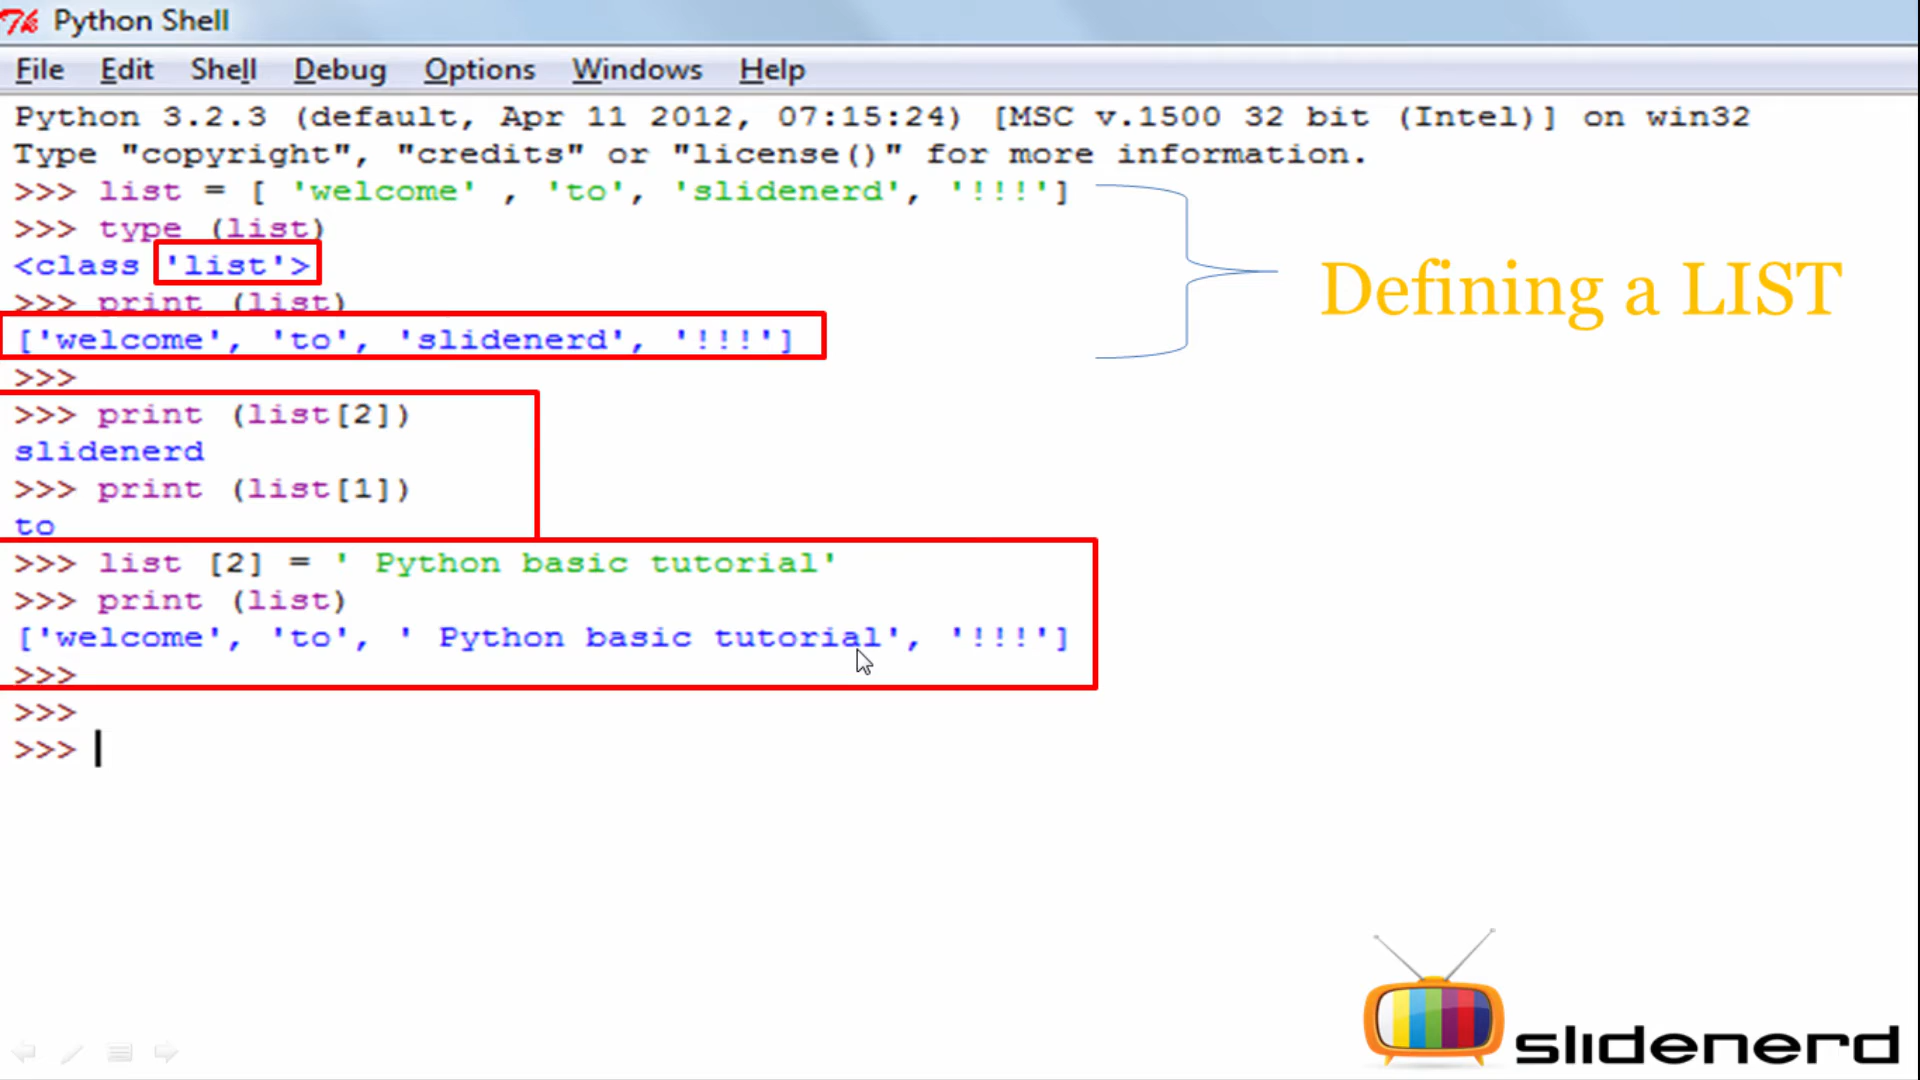 Python Shell
File Edit Shell Debug Options Windows Help
Python 3.2.3 (default, Apr 11 2012, 07:15:24) [MSC v.1500 32 bit (Intel)] on win32
Type "copyright", "credits" or "license()" for more information.
>>> list = [ 'welcome' , 'to', 'slidenerd', '!!!!']
>>> type (list)
<class 'list'>
>>> print (list)
['welcome', 'to', 'slidenerd', '!!!!']
>>>
>>> print (list[2])
slidenerd
>>> print (list[1])
to
>>> list [2] = ' Python basic tutorial'
>>> print (list)
['welcome', 'to', ' Python basic tutorial', '!!!!']
>>>
>>>
>>>
Defining a LIST
slidenerd